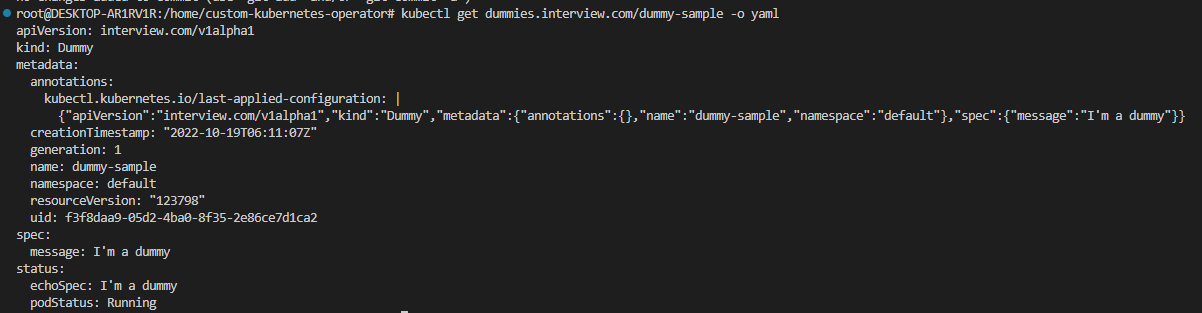 root@DESKTOP-AR1RV1R:/home/custom-kubernetes-operator# kubectl get dummies.interview.com/dummy-sample -o yaml
apiVersion: interview.com/v1alpha1
kind: Dummy
metadata:
  annotations:
    kubectl.kubernetes.io/last-applied-configuration: |
      {"apiVersion":"interview.com/v1alpha1","kind":"Dummy","metadata":{"annotations":{},"name":"dummy-sample","namespace":"default"},"spec":{"message":"I'm a dummy"}}
  creationTimestamp: "2022-10-19T06:11:07Z"
  generation: 1
  name: dummy-sample
  namespace: default
  resourceVersion: "123798"
  uid: f3f8daa9-05d2-4ba0-8f35-2e86ce7d1ca2
spec:
  message: I'm a dummy
status:
  echoSpec: I'm a dummy
  podStatus: Running